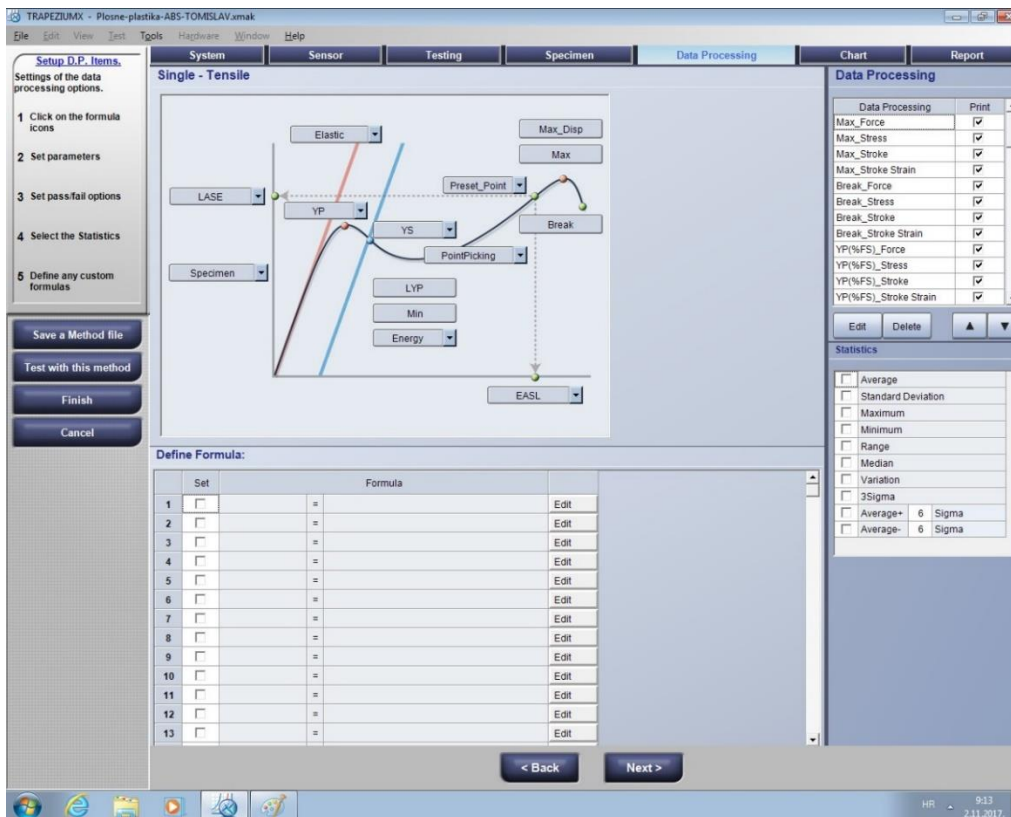 TRAPEZIUMX - Plosne-plastika-ABS-TOMISLAV.xmak
File Edit View Test Tools Hardware Window Help
Setup D.P. Items.
Settings of the data
processing options.
1 Click on the formula
icons
2 Set parameters
3 Set pass/fail options
4 Select the Statistics
5 Define any custom
formulas
Save a Method file
Test with this method
Finish
Cancel
System Sensor Testing Specimen Data Processing Chart Report
Single - Tensile
Elastic
Max_Disp
Max
Preset_Point
LASE
YP
Break
YS
PointPicking
Specimen
LYP
Min
Energy
EASL
Define Formula:
Set Formula
1 = Edit
2 = Edit
3 = Edit
4 = Edit
5 = Edit
6 = Edit
7 = Edit
8 = Edit
9 = Edit
10 = Edit
11 = Edit
12 = Edit
13 = Edit
< Back Next >
Data Processing
Data Processing Print
Max_Force
Max_Stress
Max_Stroke
Max_Stroke Strain
Break_Force
Break_Stress
Break_Stroke
Break_Stroke Strain
YP(%FS)_Force
YP(%FS)_Stress
YP(%FS)_Stroke
YP(%FS)_Stroke Strain
Edit Delete
Statistics
Average
Standard Deviation
Maximum
Minimum
Range
Median
Variation
3Sigma
Average+ 6 Sigma
Average- 6 Sigma
HR 9:13
2.11.2017